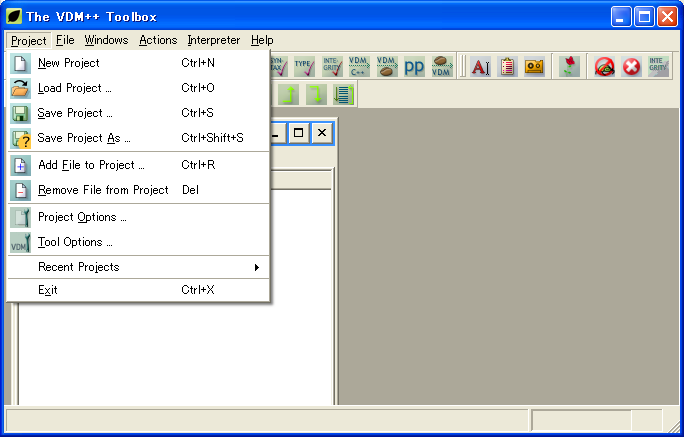 The VDM++ Toolbox
Project File Windows Actions Interpreter Help
SYN-TAX TYPE INTE-GRITY VDM C++ VDM pp VDM A INTE GRITY
New Project Ctrl+N
Load Project ... Ctrl+O
Save Project ... Ctrl+S
Save Project As ... Ctrl+Shift+S
Add File to Project ... Ctrl+R
Remove File from Project Del
Project Options ...
VDM Tool Options ...
Recent Projects
Exit Ctrl+X